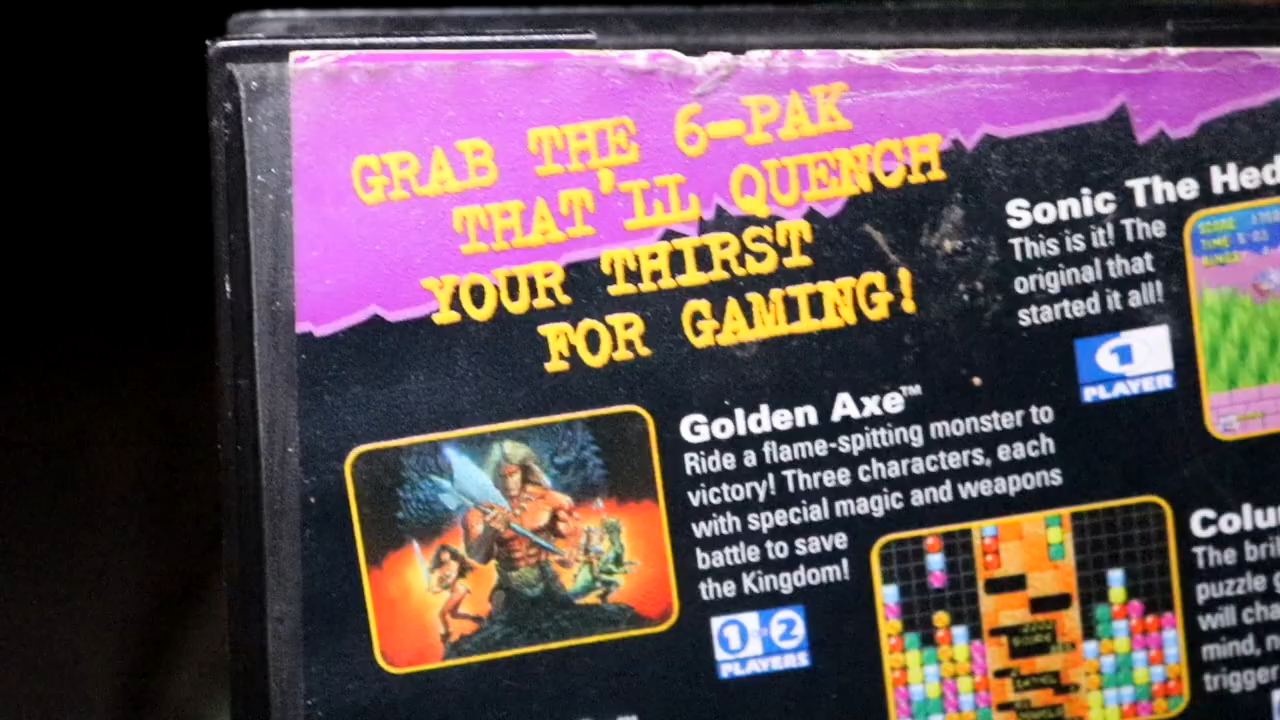 GRAB THE 6-PAK
THAT'LL QUENCH
YOUR THIRST
FOR GAMING!
Sonic The Hed
This is it! The
original that
started it all!
1
PLAYER
SCORE
TIME
Golden Axe™
Ride a flame-spitting monster to
victory! Three characters, each
with special magic and weapons
battle to save
the Kingdom!
1 or 2
PLAYERS
Colu
The bril
puzzle
will cha
mind, n
trigger